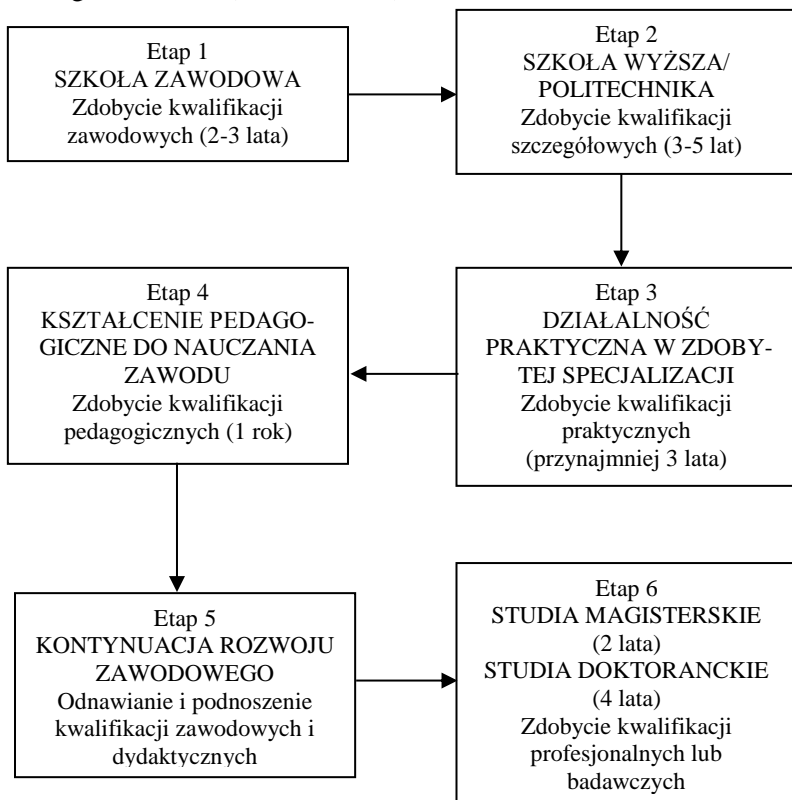 Etap 1
SZKOŁA ZAWODOWA
Zdobycie kwalifikacji
zawodowych (2-3 lata)
Etap 2
SZKOŁA WYŻSZA/
POLITECHNIKA
Zdobycie kwalifikacji
szczegółowych (3-5 lat)
Etap 3
DZIAŁALNOŚĆ
PRAKTYCZNA W ZDOBY-
TEJ SPECJALIZACJI
Zdobycie kwalifikacji
praktycznych
(przynajmniej 3 lata)
Etap 4
KSZTAŁCENIE PEDAGO-
GICZNE DO NAUCZANIA
ZAWODU
Zdobycie kwalifikacji
pedagogicznych (1 rok)
Etap 5
KONTYNUACJA ROZWOJU
ZAWODOWEGO
Odnawianie i podnoszenie
kwalifikacji zawodowych i
dydaktycznych
Etap 6
STUDIA MAGISTERSKIE
(2 lata)
STUDIA DOKTORANCKIE
(4 lata)
Zdobycie kwalifikacji
profesjonalnych lub
badawczych